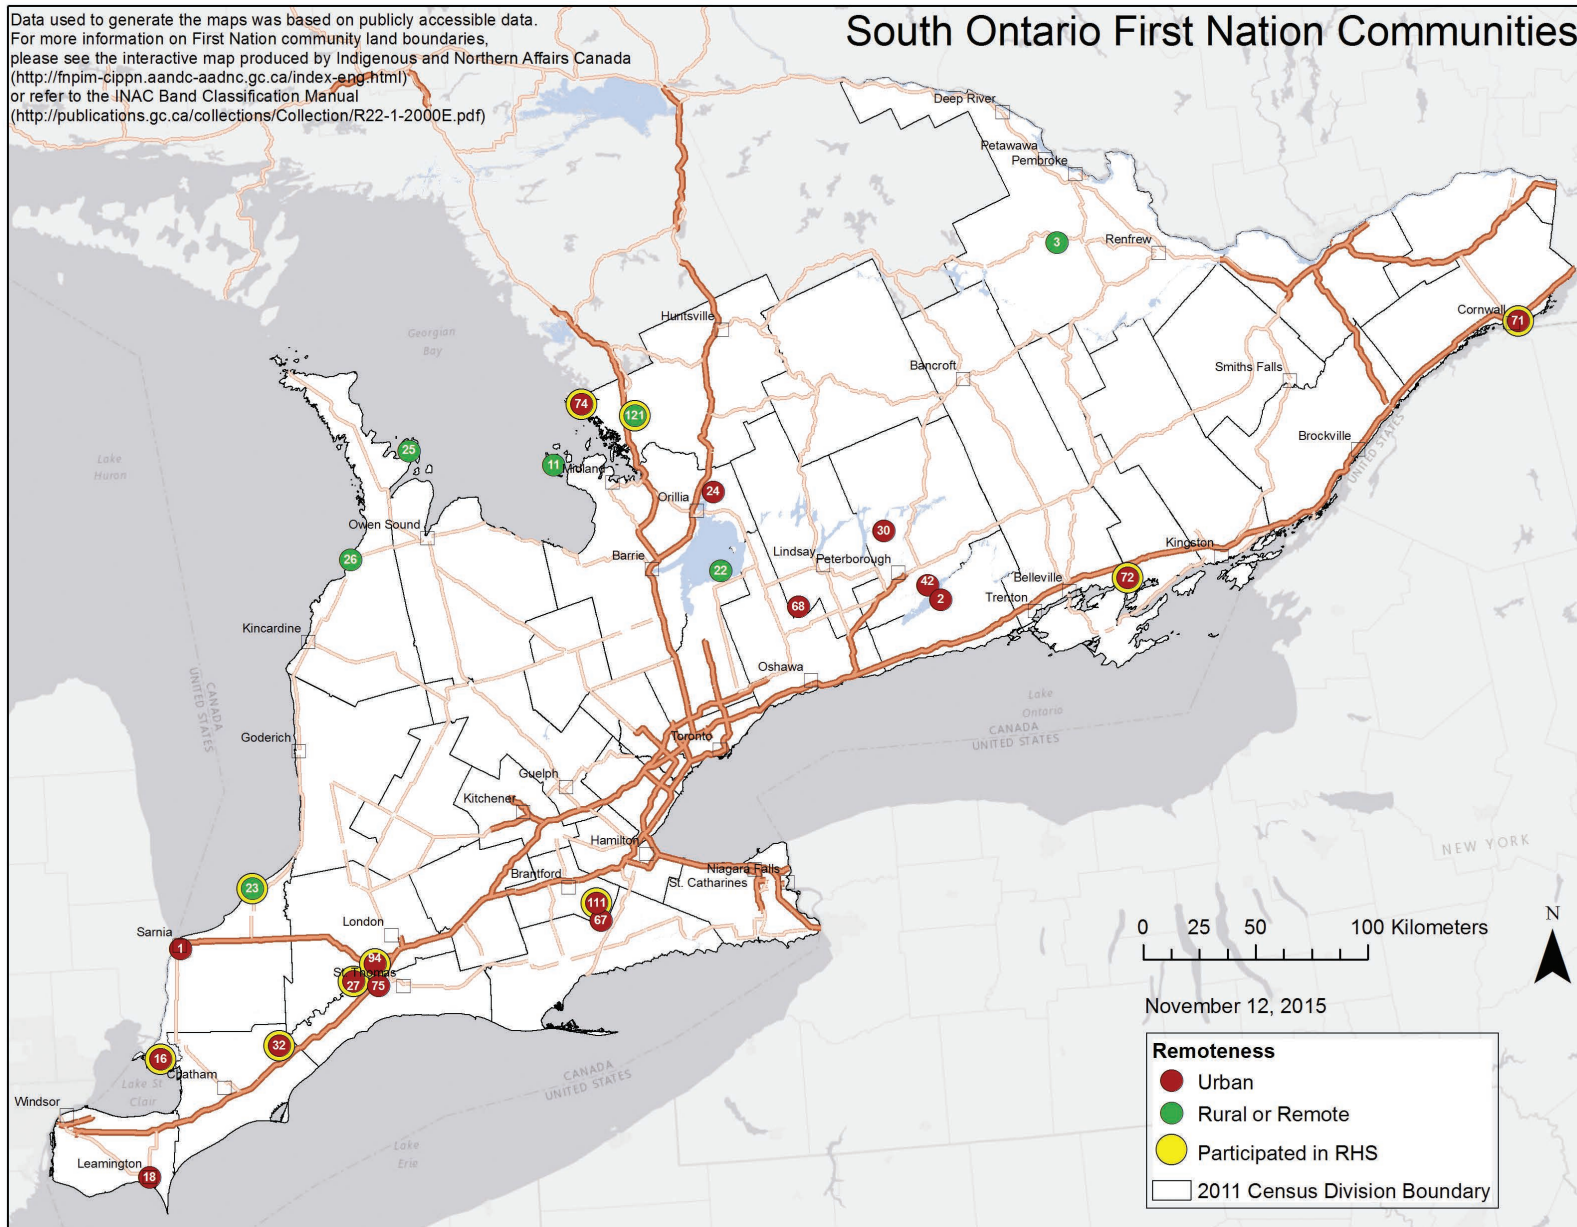 Data used to generate the maps was based on publicly accessible data.
For more information on First Nation community land boundaries,
please see the interactive map produced by Indigenous and Northern Affairs Canada
(http://fnpim-cippn.aandc-aadnc.gc.ca/index-eng.html)
or refer to the INAC Band Classification Manual
(http://publications.gc.ca/collections/Collection/R22-1-2000E.pdf)
South Ontario First Nation Communities
Deep River
Petawawa
Pembroke
3
Renfrew
Cornwall
71
Huntsville
Georgian
Bay
Bancroft
Smiths Falls
74
121
Brockville
UNITED STATES
25
11
Midland
Lake
Huron
24
Orillia
Owen Sound
30
26
Barrie
22
Lindsay
Peterborough
Kingston
42
2
Belleville
72
Trenton
68
Kincardine
Oshawa
CANADA
UNITED STATES
Lake
Ontario
CANADA
UNITED STATES
Goderich
Toronto
Guelph
Kitchener
Hamilton
NEW YORK
Brantford
Niagara Falls
St. Catharines
23
111
67
London
Sarnia
1
94
St. Thomas
27
75
32
16
Chatham
Lake St
Clair
Windsor
CANADA
UNITED STATES
Lake
Erie
Leamington
18
0 25 50 100 Kilometers
N
November 12, 2015
Remoteness
Urban
Rural or Remote
Participated in RHS
2011 Census Division Boundary